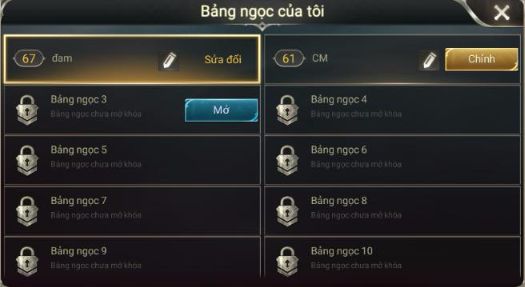 Bảng ngọc của tôi
67 đam Sửa đổi
61 CM Chỉnh
Bảng ngọc 3
Bảng ngọc chưa mở khóa
Mở
Bảng ngọc 4
Bảng ngọc chưa mở khóa
Bảng ngọc 5
Bảng ngọc chưa mở khóa
Bảng ngọc 6
Bảng ngọc chưa mở khóa
Bảng ngọc 7
Bảng ngọc chưa mở khóa
Bảng ngọc 8
Bảng ngọc chưa mở khóa
Bảng ngọc 9
Bảng ngọc chưa mở khóa
Bảng ngọc 10
Bảng ngọc chưa mở khóa